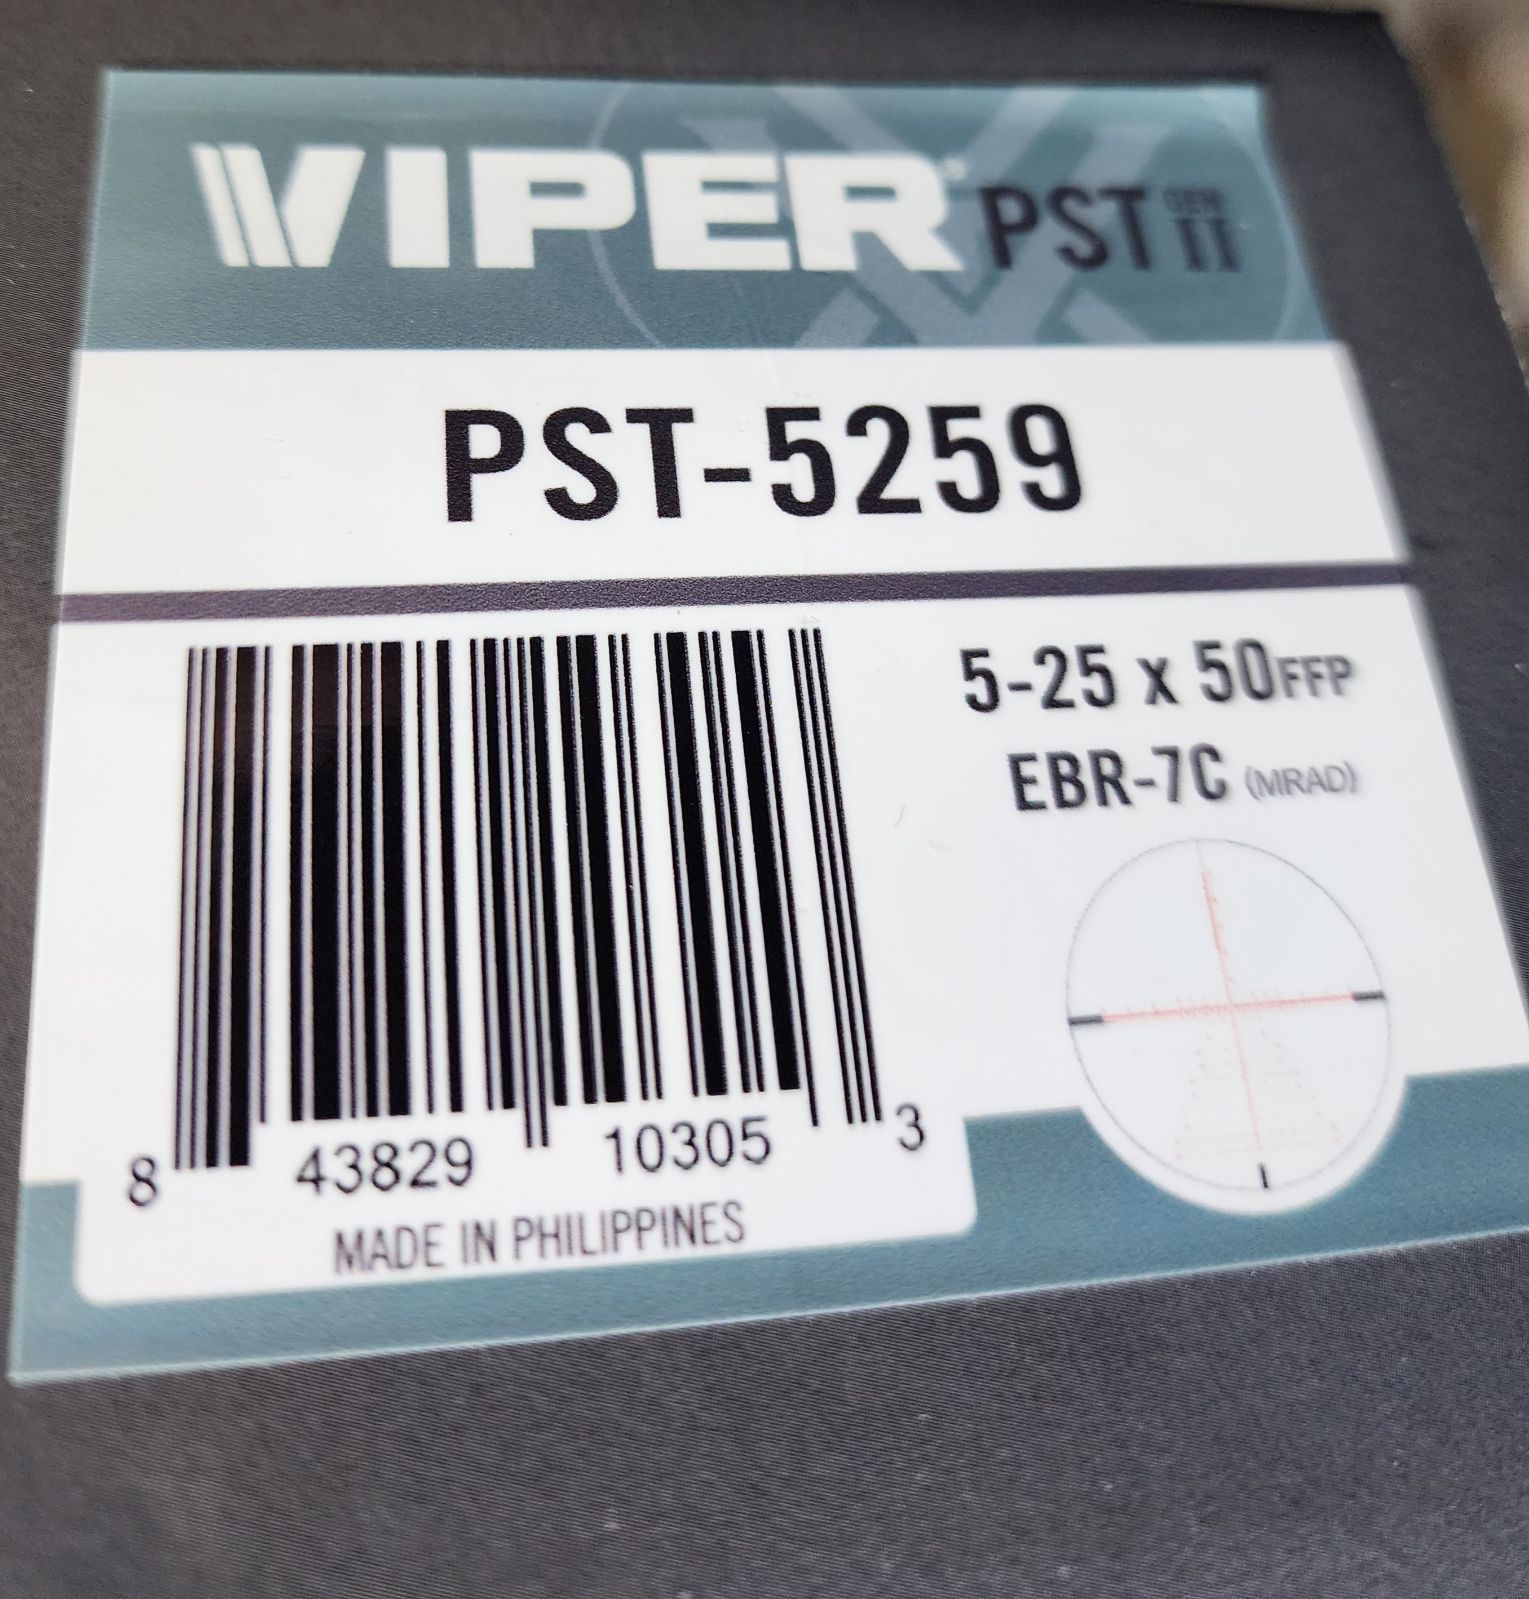 VIPER® PST GEN II
PST-5259
5-25 x 50FFP
EBR-7C (MRAD)
8 43829 10305 3
MADE IN PHILIPPINES